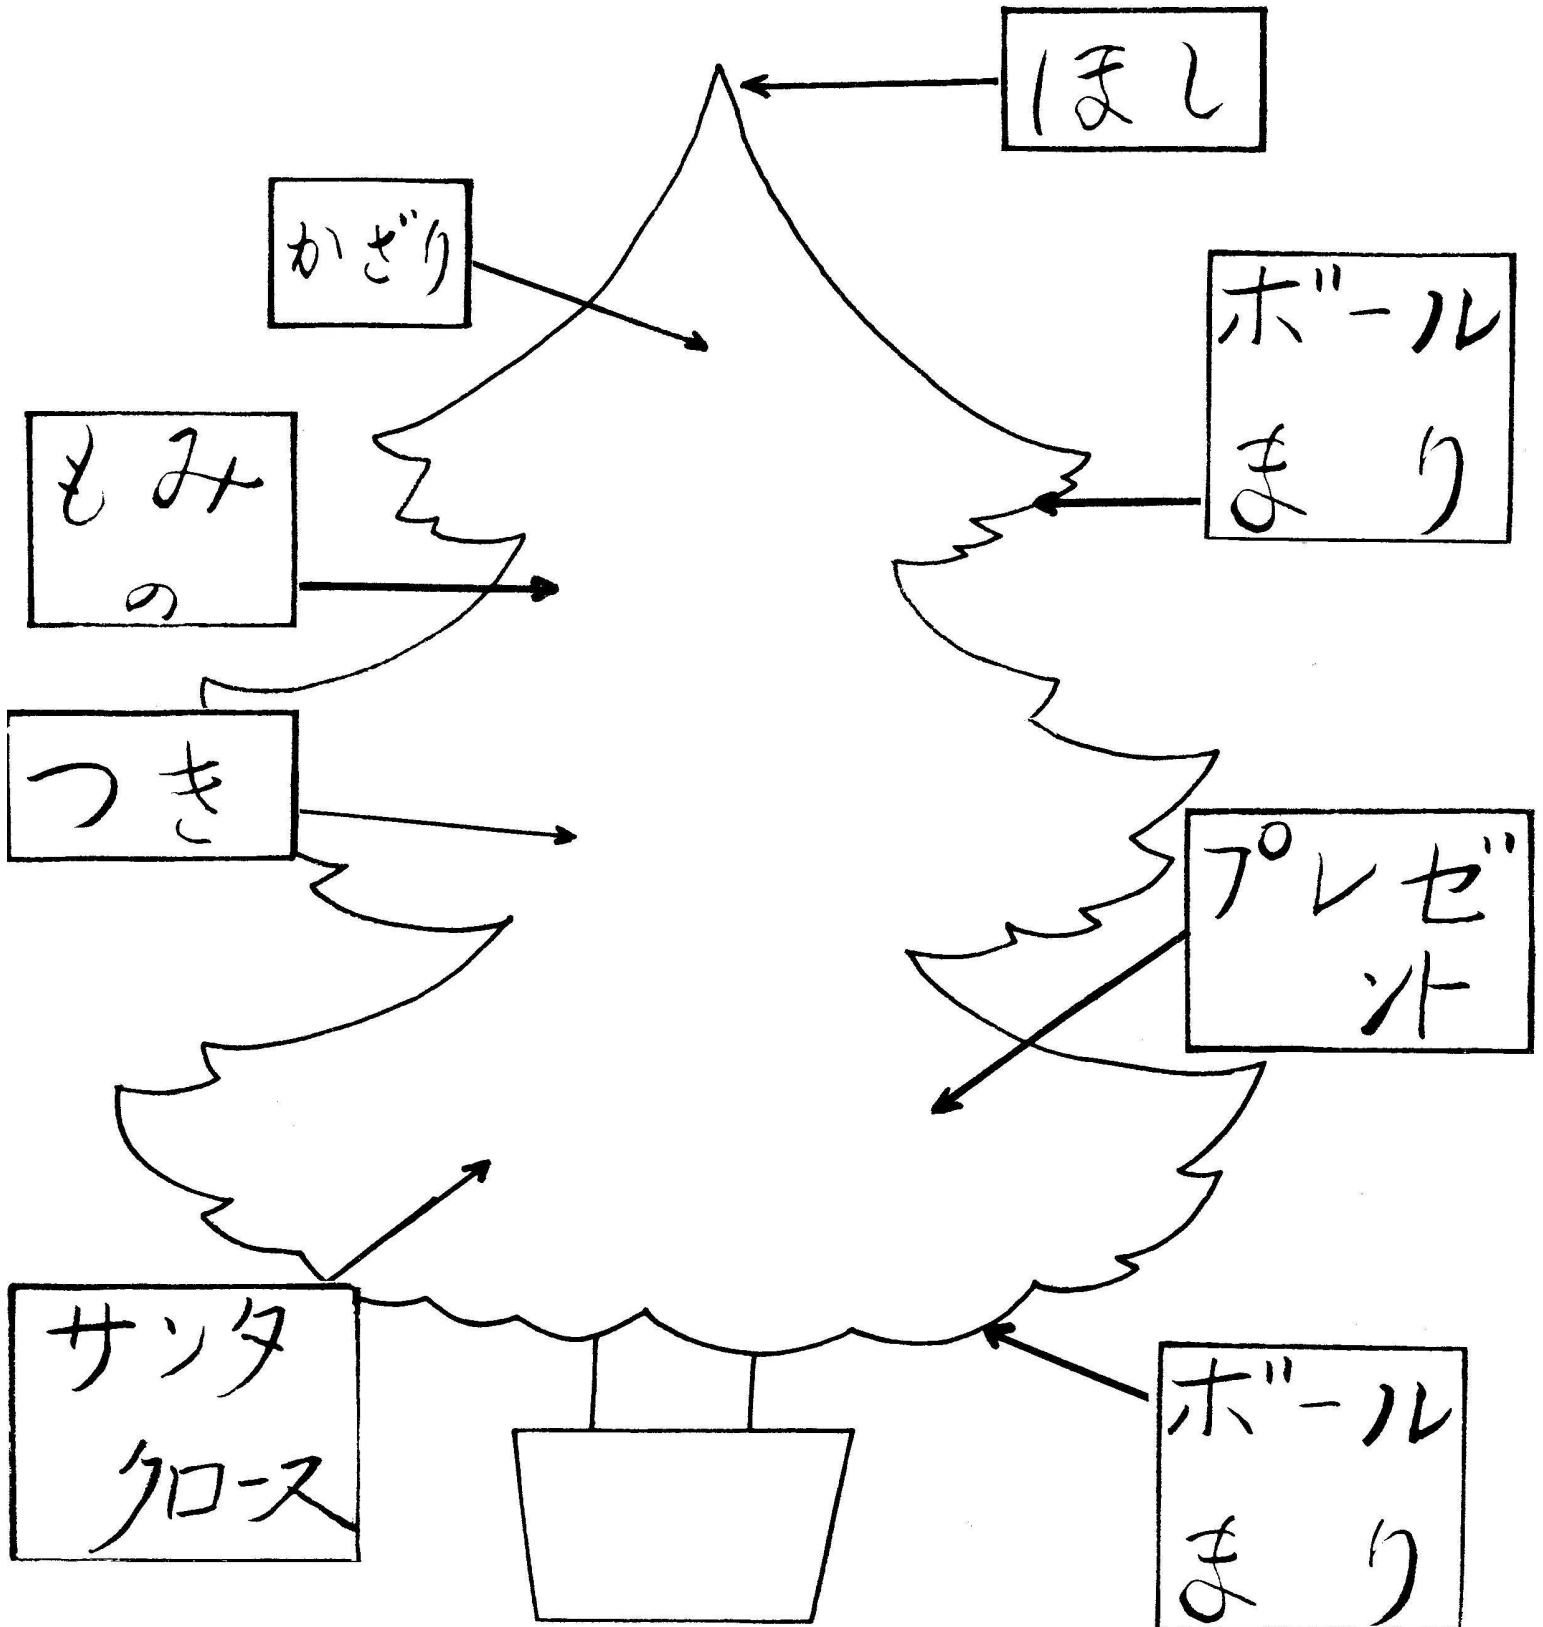 ほし
かざり
ボール
まり
もみ
の
つき
プレゼ
ント
サンタ
クロース
ボール
まり